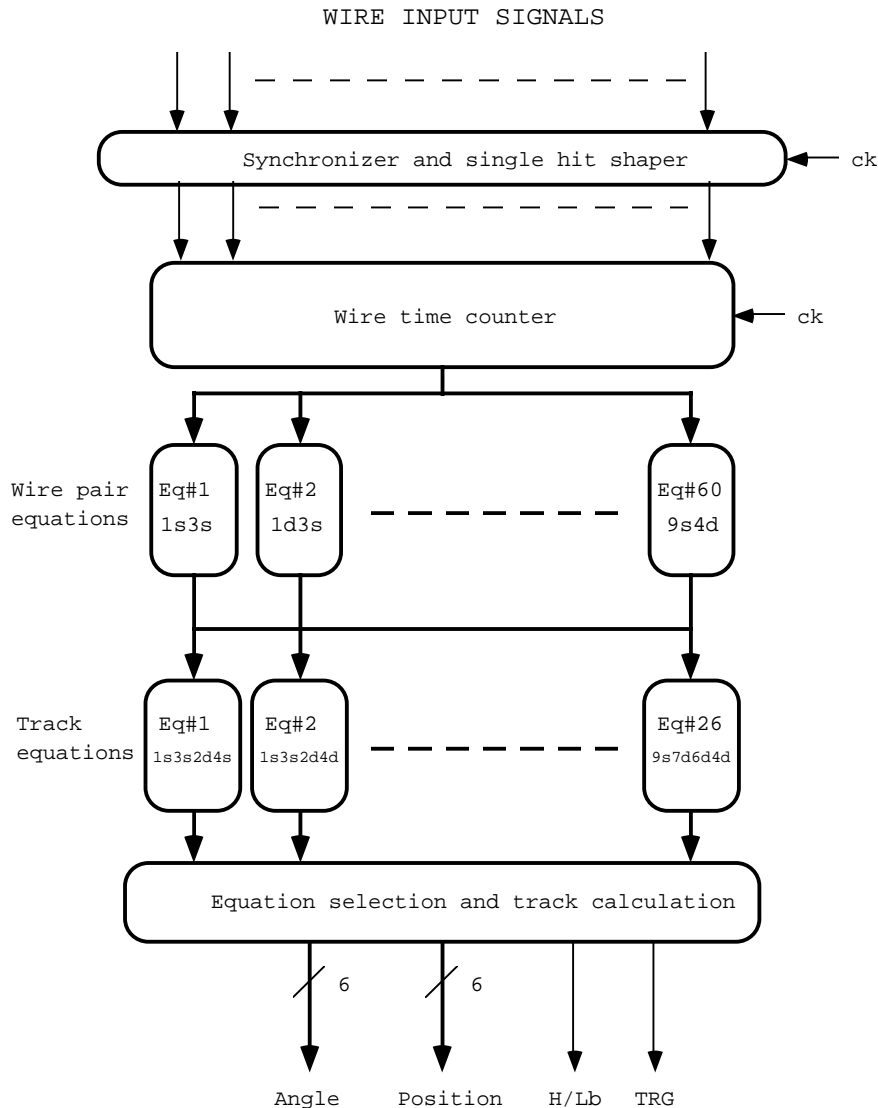 WIRE INPUT SIGNALS
Synchronizer and single hit shaper
ck
Wire time counter
ck
Wire pair
equations
Eq#1
1s3s
Eq#2
1d3s
Eq#60
9s4d
Track
equations
Eq#1
1s3s2d4s
Eq#2
1s3s2d4d
Eq#26
9s7d6d4d
Equation selection and track calculation
6
6
Angle
Position
H/Lb
TRG